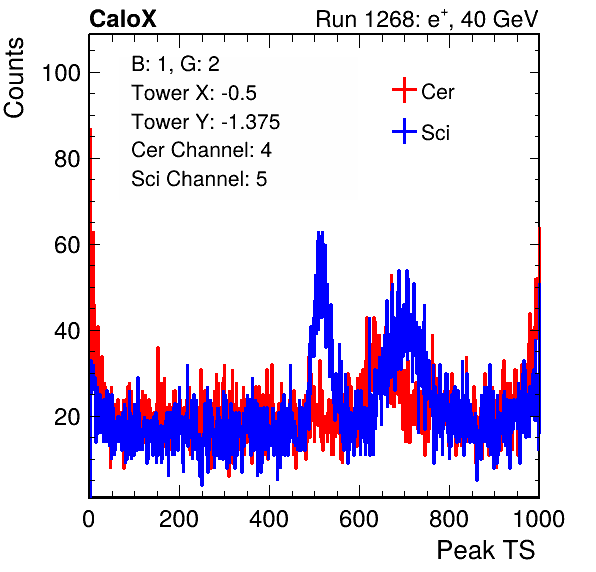 CaloX
Run 1268: e+, 40 GeV
Counts
B: 1, G: 2
Tower X: -0.5
Tower Y: -1.375
Cer Channel: 4
Sci Channel: 5
Cer
Sci
100
80
60
40
20
0 200 400 600 800 1000
Peak TS